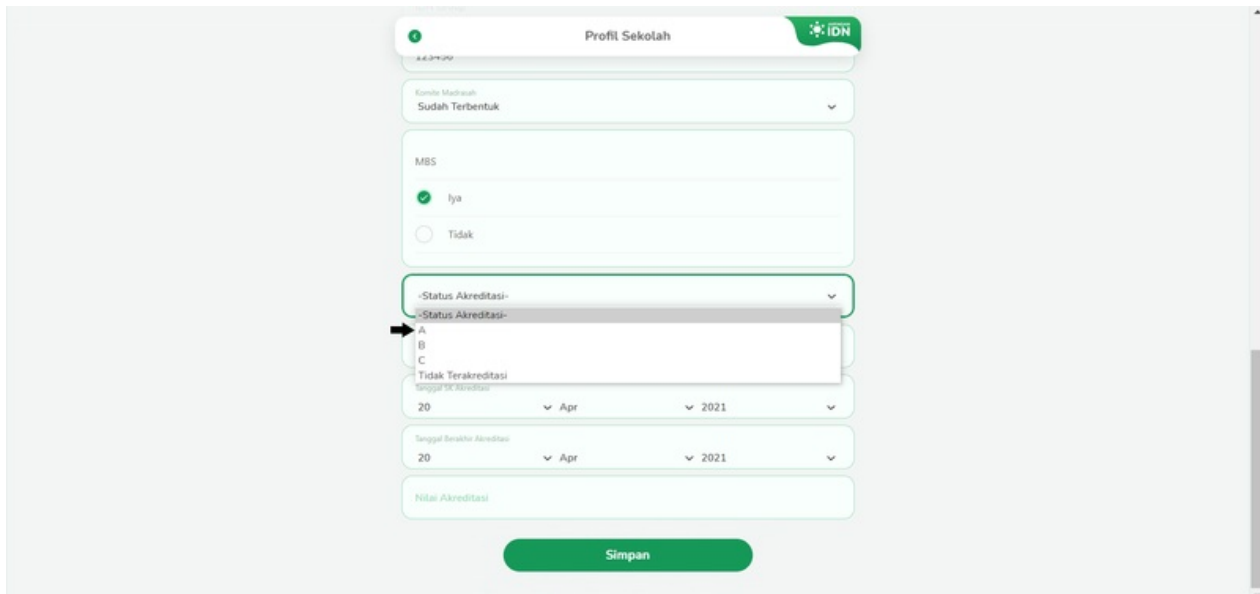 Profil Sekolah
IDN
123456
Komite Madrasah
Sudah Terbentuk
MBS
Iya
Tidak
-Status Akreditasi-
-Status Akreditasi-
A
B
C
Tidak Terakreditasi
Tanggal SK Akreditasi
20 Apr 2021
Tanggal Berakhir Akreditasi
20 Apr 2021
Nilai Akreditasi
Simpan